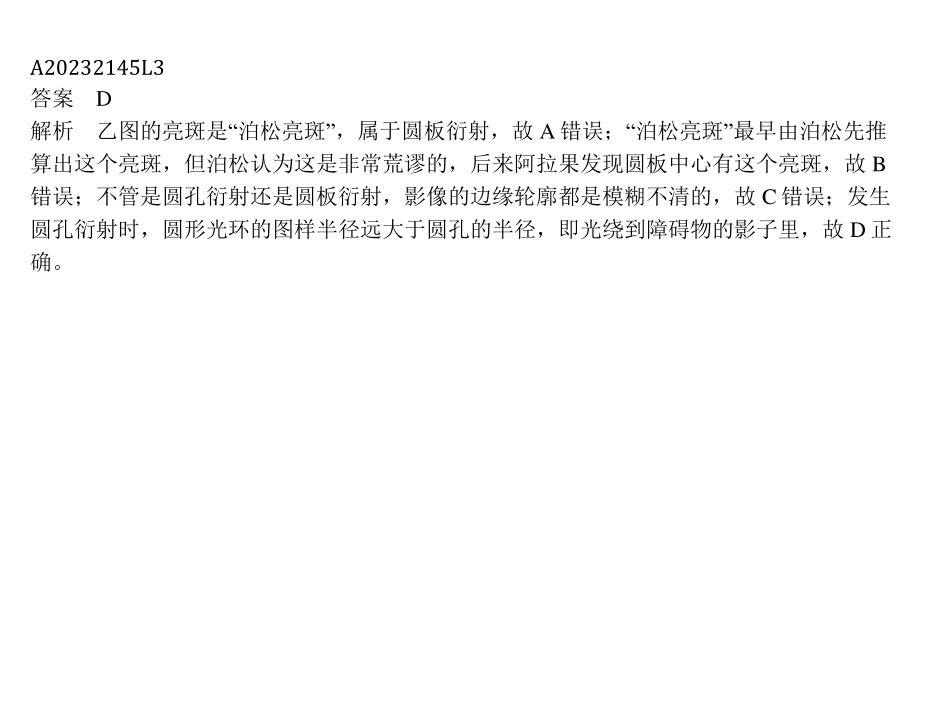 A20232145L3
答案　D
解析　乙图的亮斑是“泊松亮斑”，属于圆板衍射，故 A 错误；“泊松亮斑”最早由泊松先推
算出这个亮斑，但泊松认为这是非常荒谬的，后来阿拉果发现圆板中心有这个亮斑，故 B
错误；不管是圆孔衍射还是圆板衍射，影像的边缘轮廓都是模糊不清的，故 C 错误；发生
圆孔衍射时，圆形光环的图样半径远大于圆孔的半径，即光绕到障碍物的影子里，故 D 正
确。